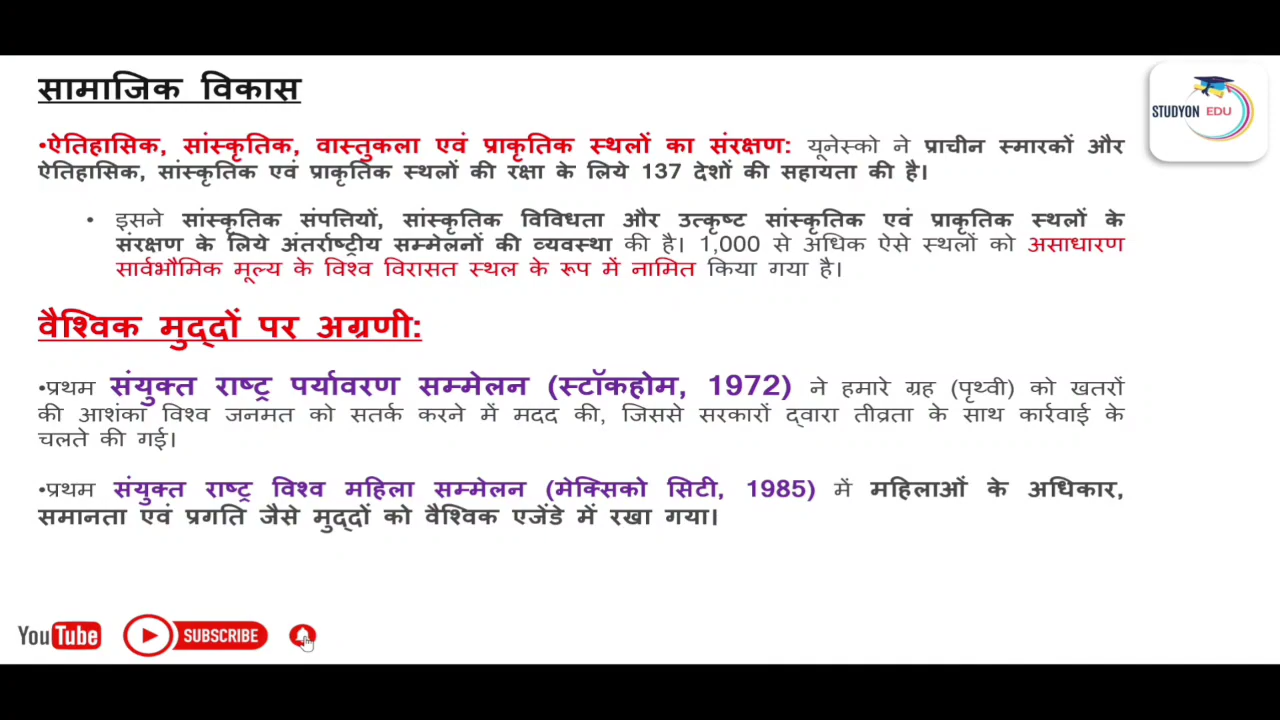 सामाजिक विकास
STUDYON EDU
•ऐतिहासिक, सांस्कृतिक, वास्तुकला एवं प्राकृतिक स्थलों का संरक्षण: यूनेस्को ने प्राचीन स्मारकों और
ऐतिहासिक, सांस्कृतिक एवं प्राकृतिक स्थलों की रक्षा के लिये 137 देशों की सहायता की है।
• इसने सांस्कृतिक संपत्तियों, सांस्कृतिक विविधता और उत्कृष्ट सांस्कृतिक एवं प्राकृतिक स्थलों के
संरक्षण के लिये अंतर्राष्ट्रीय सम्मेलनों की व्यवस्था की है। 1,000 से अधिक ऐसे स्थलों को असाधारण
सार्वभौमिक मूल्य के विश्व विरासत स्थल के रूप में नामित किया गया है।
वैश्विक मुद्दों पर अग्रणी:
•प्रथम संयुक्त राष्ट्र पर्यावरण सम्मेलन (स्टॉकहोम, 1972) ने हमारे ग्रह (पृथ्वी) को खतरों
की आशंका विश्व जनमत को सतर्क करने में मदद की, जिससे सरकारों द्वारा तीव्रता के साथ कार्रवाई के
चलते की गई।
•प्रथम संयुक्त राष्ट्र विश्व महिला सम्मेलन (मेक्सिको सिटी, 1985) में महिलाओं के अधिकार,
समानता एवं प्रगति जैसे मुद्दों को वैश्विक एजेंडे में रखा गया।
YouTube SUBSCRIBE